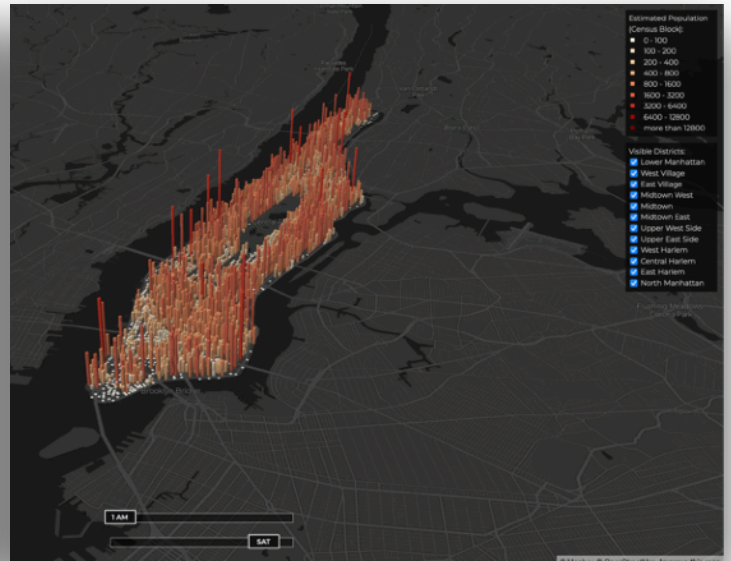 Estimated Population
(Census Block):
0 - 100
100 - 200
200 - 400
400 - 800
800 - 1600
1600 - 3200
3200 - 6400
6400 - 12800
more than 12800
Visible Districts:
Lower Manhattan
West Village
East Village
Midtown West
Midtown
Midtown East
Upper West Side
Upper East Side
West Harlem
Central Harlem
East Harlem
North Manhattan
1 AM
SAT